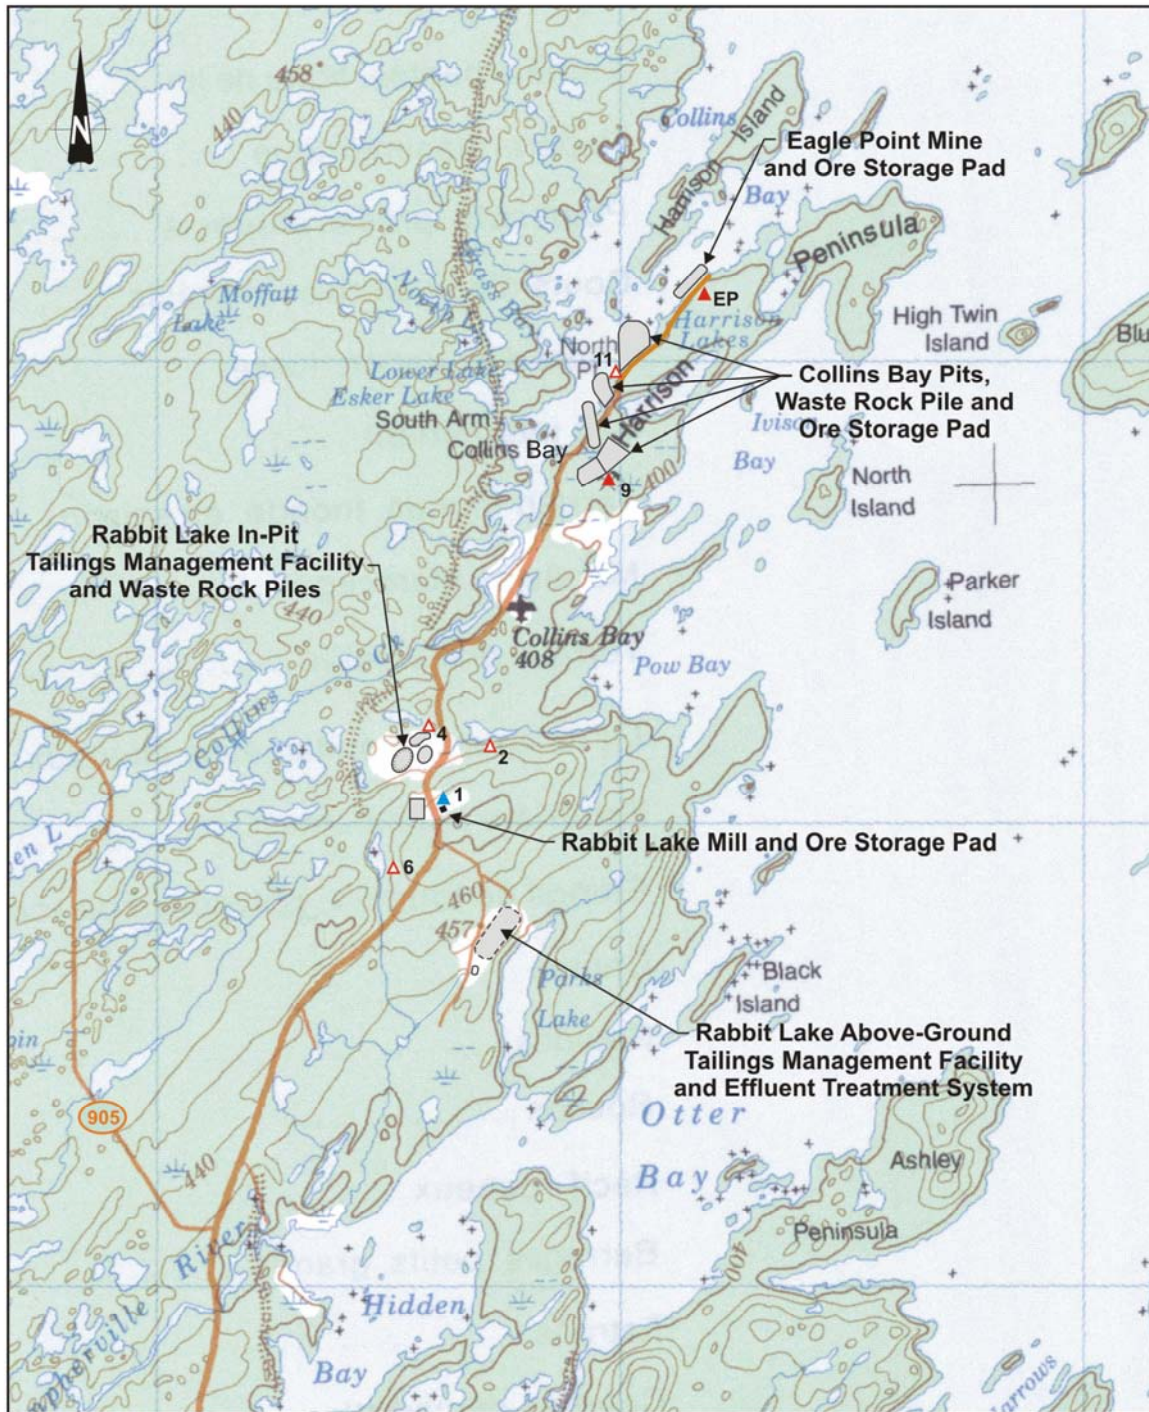 N
458
440
Collins
Harrison Island
Eagle Point Mine
and Ore Storage Pad
Bay
Peninsula
Moffatt
Lake
EP
Harrison
Lakes
High Twin
Island
North
11
Lower Lake
Esker Lake
South Arm
Collins Bay
Harrison
Collins Bay Pits,
Waste Rock Pile and
Ore Storage Pad
Bay
9
400
North
Island
Rabbit Lake In-Pit
Tailings Management Facility
and Waste Rock Piles
440
Parker
Island
Collins Bay
408
Pow Bay
Collins Cr
4
2
1
Rabbit Lake Mill and Ore Storage Pad
6
460
457
Parks
Lake
Black
Island
Rabbit Lake Above-Ground
Tailings Management Facility
and Effluent Treatment System
905
Otter
Bay
Ashley
Peninsula
440
400
River
Hidden
Bay